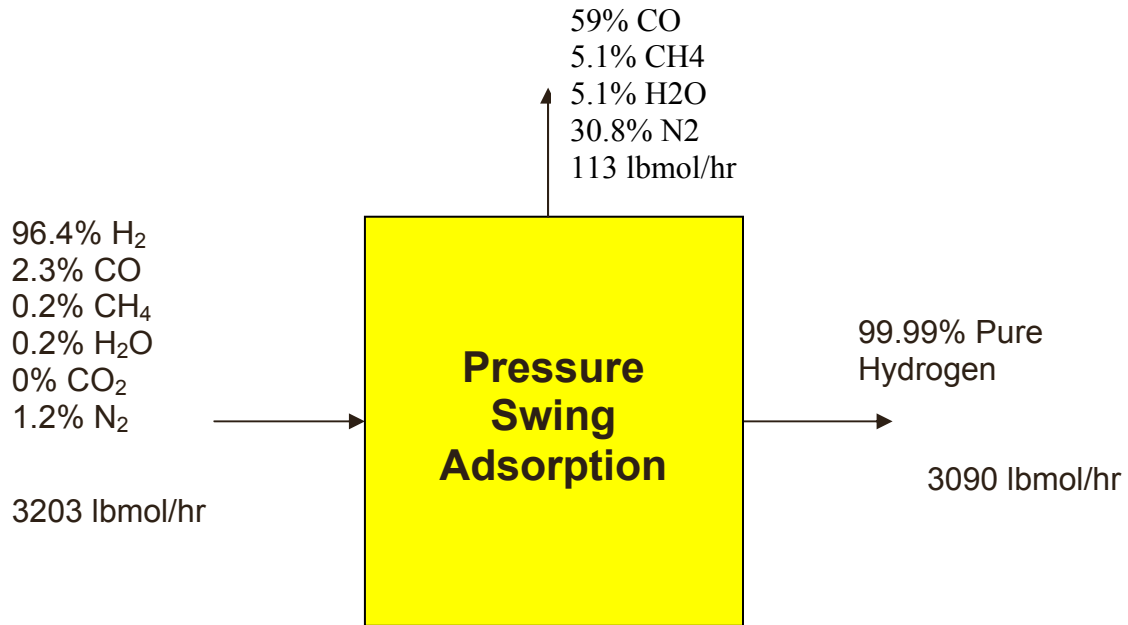 59% CO
5.1% CH4
5.1% H2O
30.8% N2
113 lbmol/hr
96.4% H₂
2.3% CO
0.2% CH₄
0.2% H₂O
0% CO₂
1.2% N₂
3203 lbmol/hr
Pressure
Swing
Adsorption
99.99% Pure
Hydrogen
3090 lbmol/hr